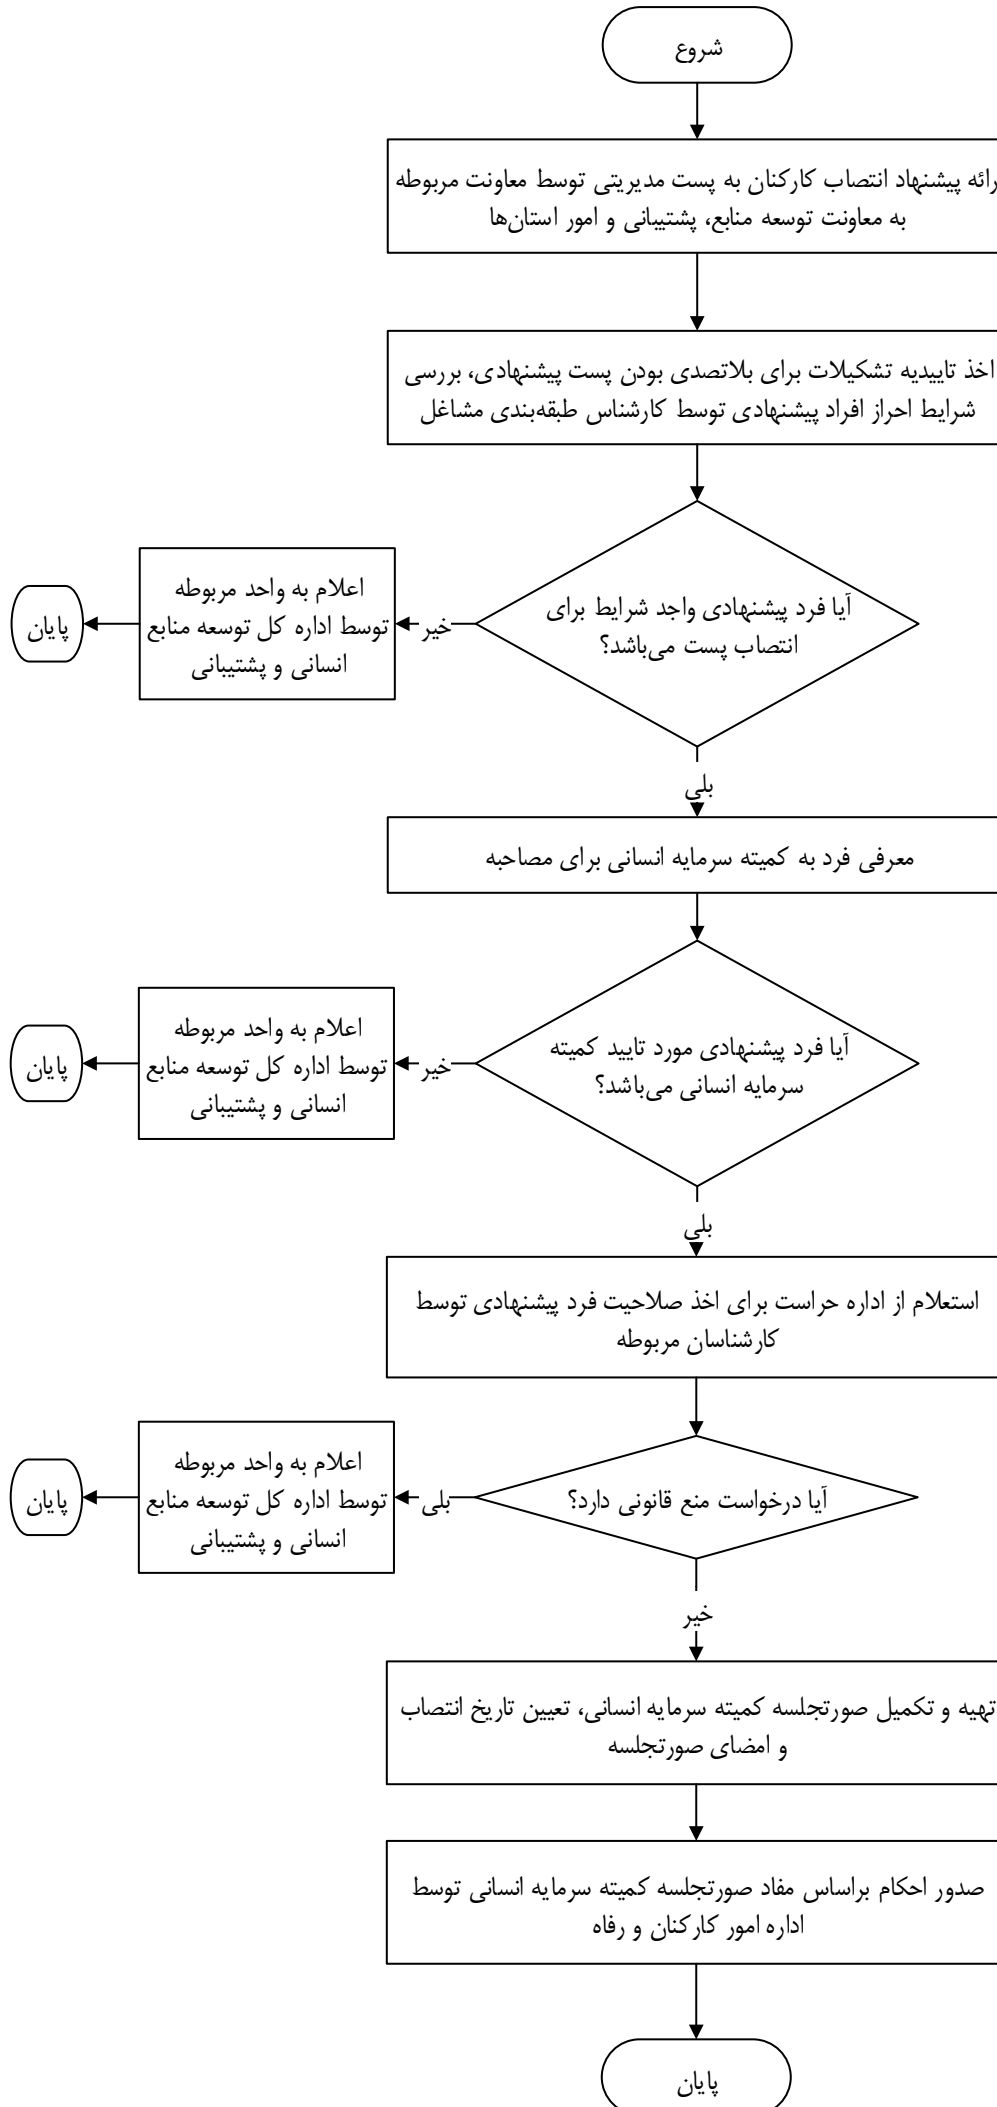 شروع
رائه پیشنهاد انتصاب کارکنان به پست مدیریتی توسط معاونت مربوطه
به معاونت توسعه منابع، پشتیبانی و امور استان‌ها
اخذ تاییدیه تشکیلات برای بلاتصدی بودن پست پیشنهادی، بررسی
شرایط احراز افراد پیشنهادی توسط کارشناس طبقه‌بندی مشاغل
آیا فرد پیشنهادی واجد شرایط برای
انتصاب پست می‌باشد؟
خیر
اعلام به واحد مربوطه
توسط اداره کل توسعه منابع
انسانی و پشتیبانی
پایان
بلی
معرفی فرد به کمیته سرمایه انسانی برای مصاحبه
آیا فرد پیشنهادی مورد تایید کمیته
سرمایه انسانی می‌باشد؟
خیر
اعلام به واحد مربوطه
توسط اداره کل توسعه منابع
انسانی و پشتیبانی
پایان
بلی
استعلام از اداره حراست برای اخذ صلاحیت فرد پیشنهادی توسط
کارشناسان مربوطه
آیا درخواست منع قانونی دارد؟
بلی
اعلام به واحد مربوطه
توسط اداره کل توسعه منابع
انسانی و پشتیبانی
پایان
خیر
تهیه و تکمیل صورتجلسه کمیته سرمایه انسانی، تعیین تاریخ انتصاب
و امضای صورتجلسه
صدور احکام براساس مفاد صورتجلسه کمیته سرمایه انسانی توسط
اداره امور کارکنان و رفاه
پایان